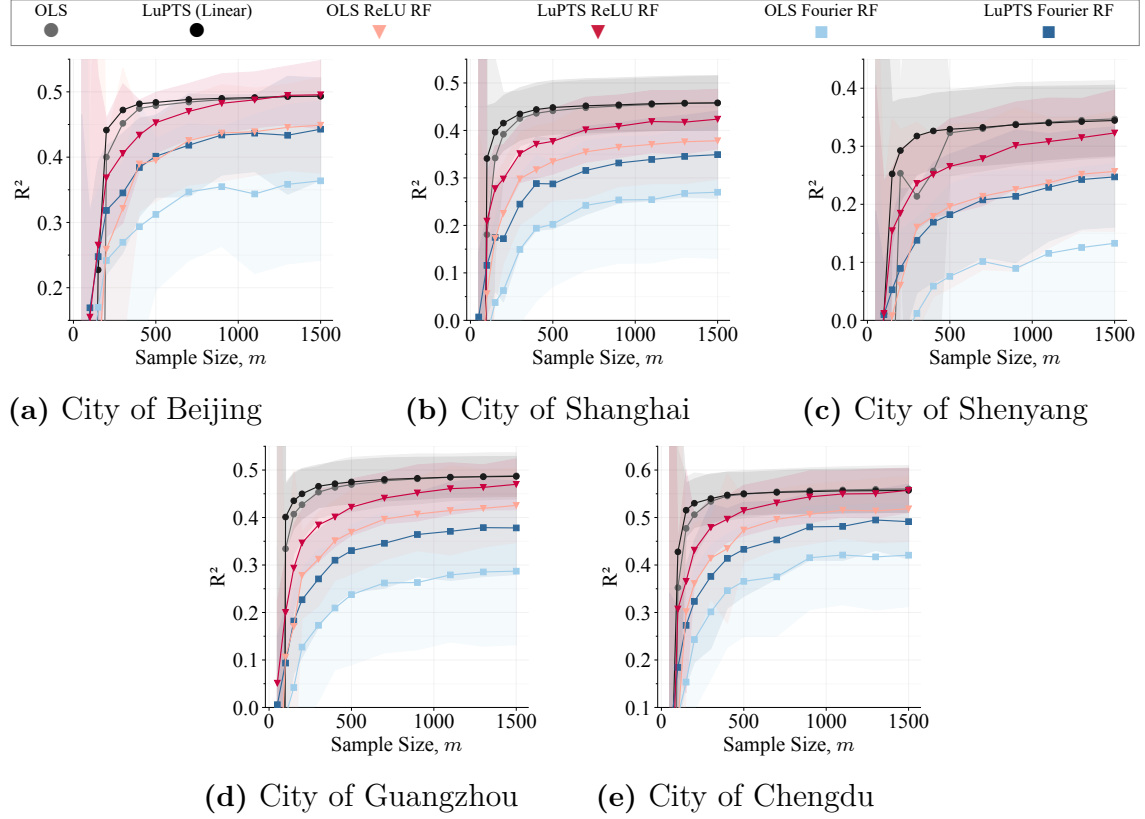 OLS LuPTS (Linear) OLS ReLU RF LuPTS ReLU RF OLS Fourier RF LuPTS Fourier RF
R²
0.5
0.4
0.3
0.2
0 500 1000 1500
Sample Size, m
(a) City of Beijing
R²
0.5
0.4
0.3
0.2
0.1
0.0
0 500 1000 1500
Sample Size, m
(b) City of Shanghai
R²
0.4
0.3
0.2
0.1
0.0
0 500 1000 1500
Sample Size, m
(c) City of Shenyang
R²
0.5
0.4
0.3
0.2
0.1
0.0
0 500 1000 1500
Sample Size, m
(d) City of Guangzhou
R²
0.6
0.5
0.4
0.3
0.2
0.1
0 500 1000 1500
Sample Size, m
(e) City of Chengdu